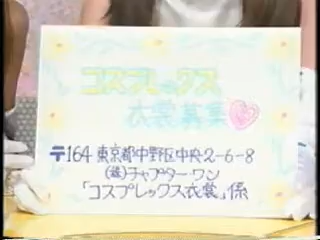 コスプレックス
衣裳募集
〒164 東京都中野区中央2-6-8
(株)チャプター・ワン
「コスプレックス衣裳」係